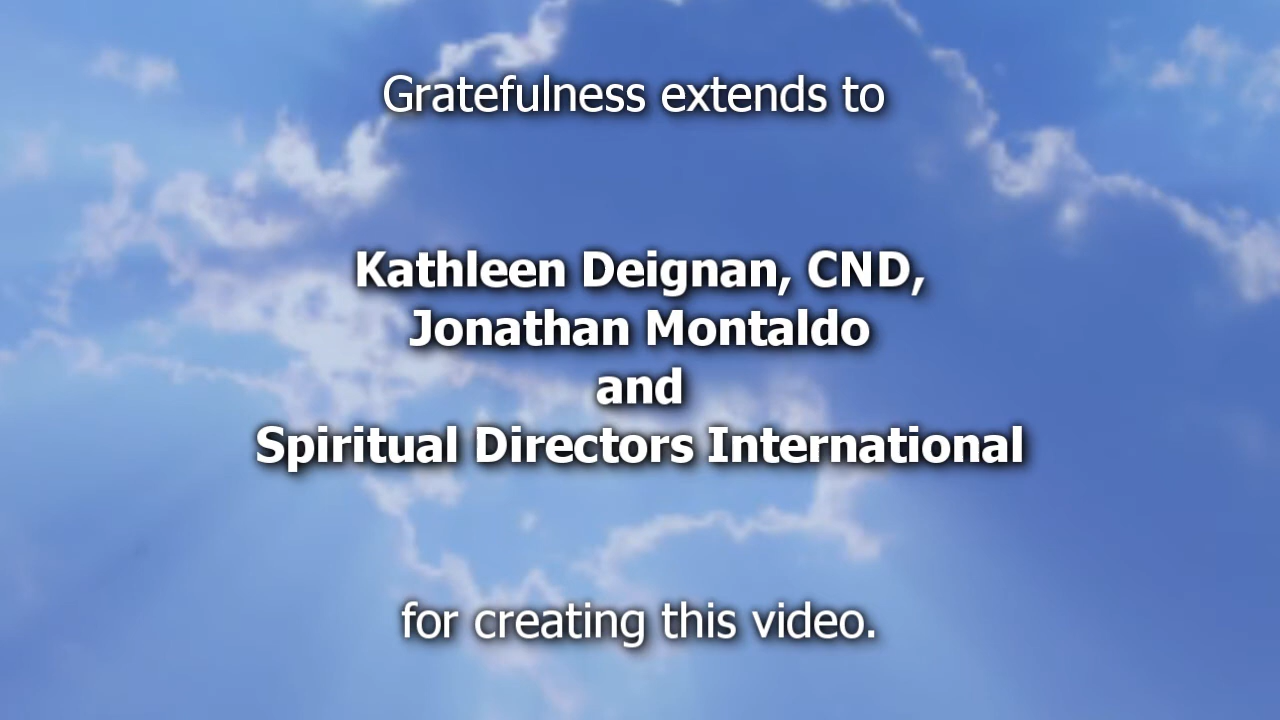 Gratefulness extends to
Kathleen Deignan, CND,
Jonathan Montaldo
and
Spiritual Directors International
for creating this video.